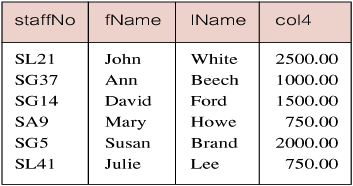 staffNo fName lName col4
SL21 John White 2500.00
SG37 Ann Beech 1000.00
SG14 David Ford 1500.00
SA9 Mary Howe 750.00
SG5 Susan Brand 2000.00
SL41 Julie Lee 750.00